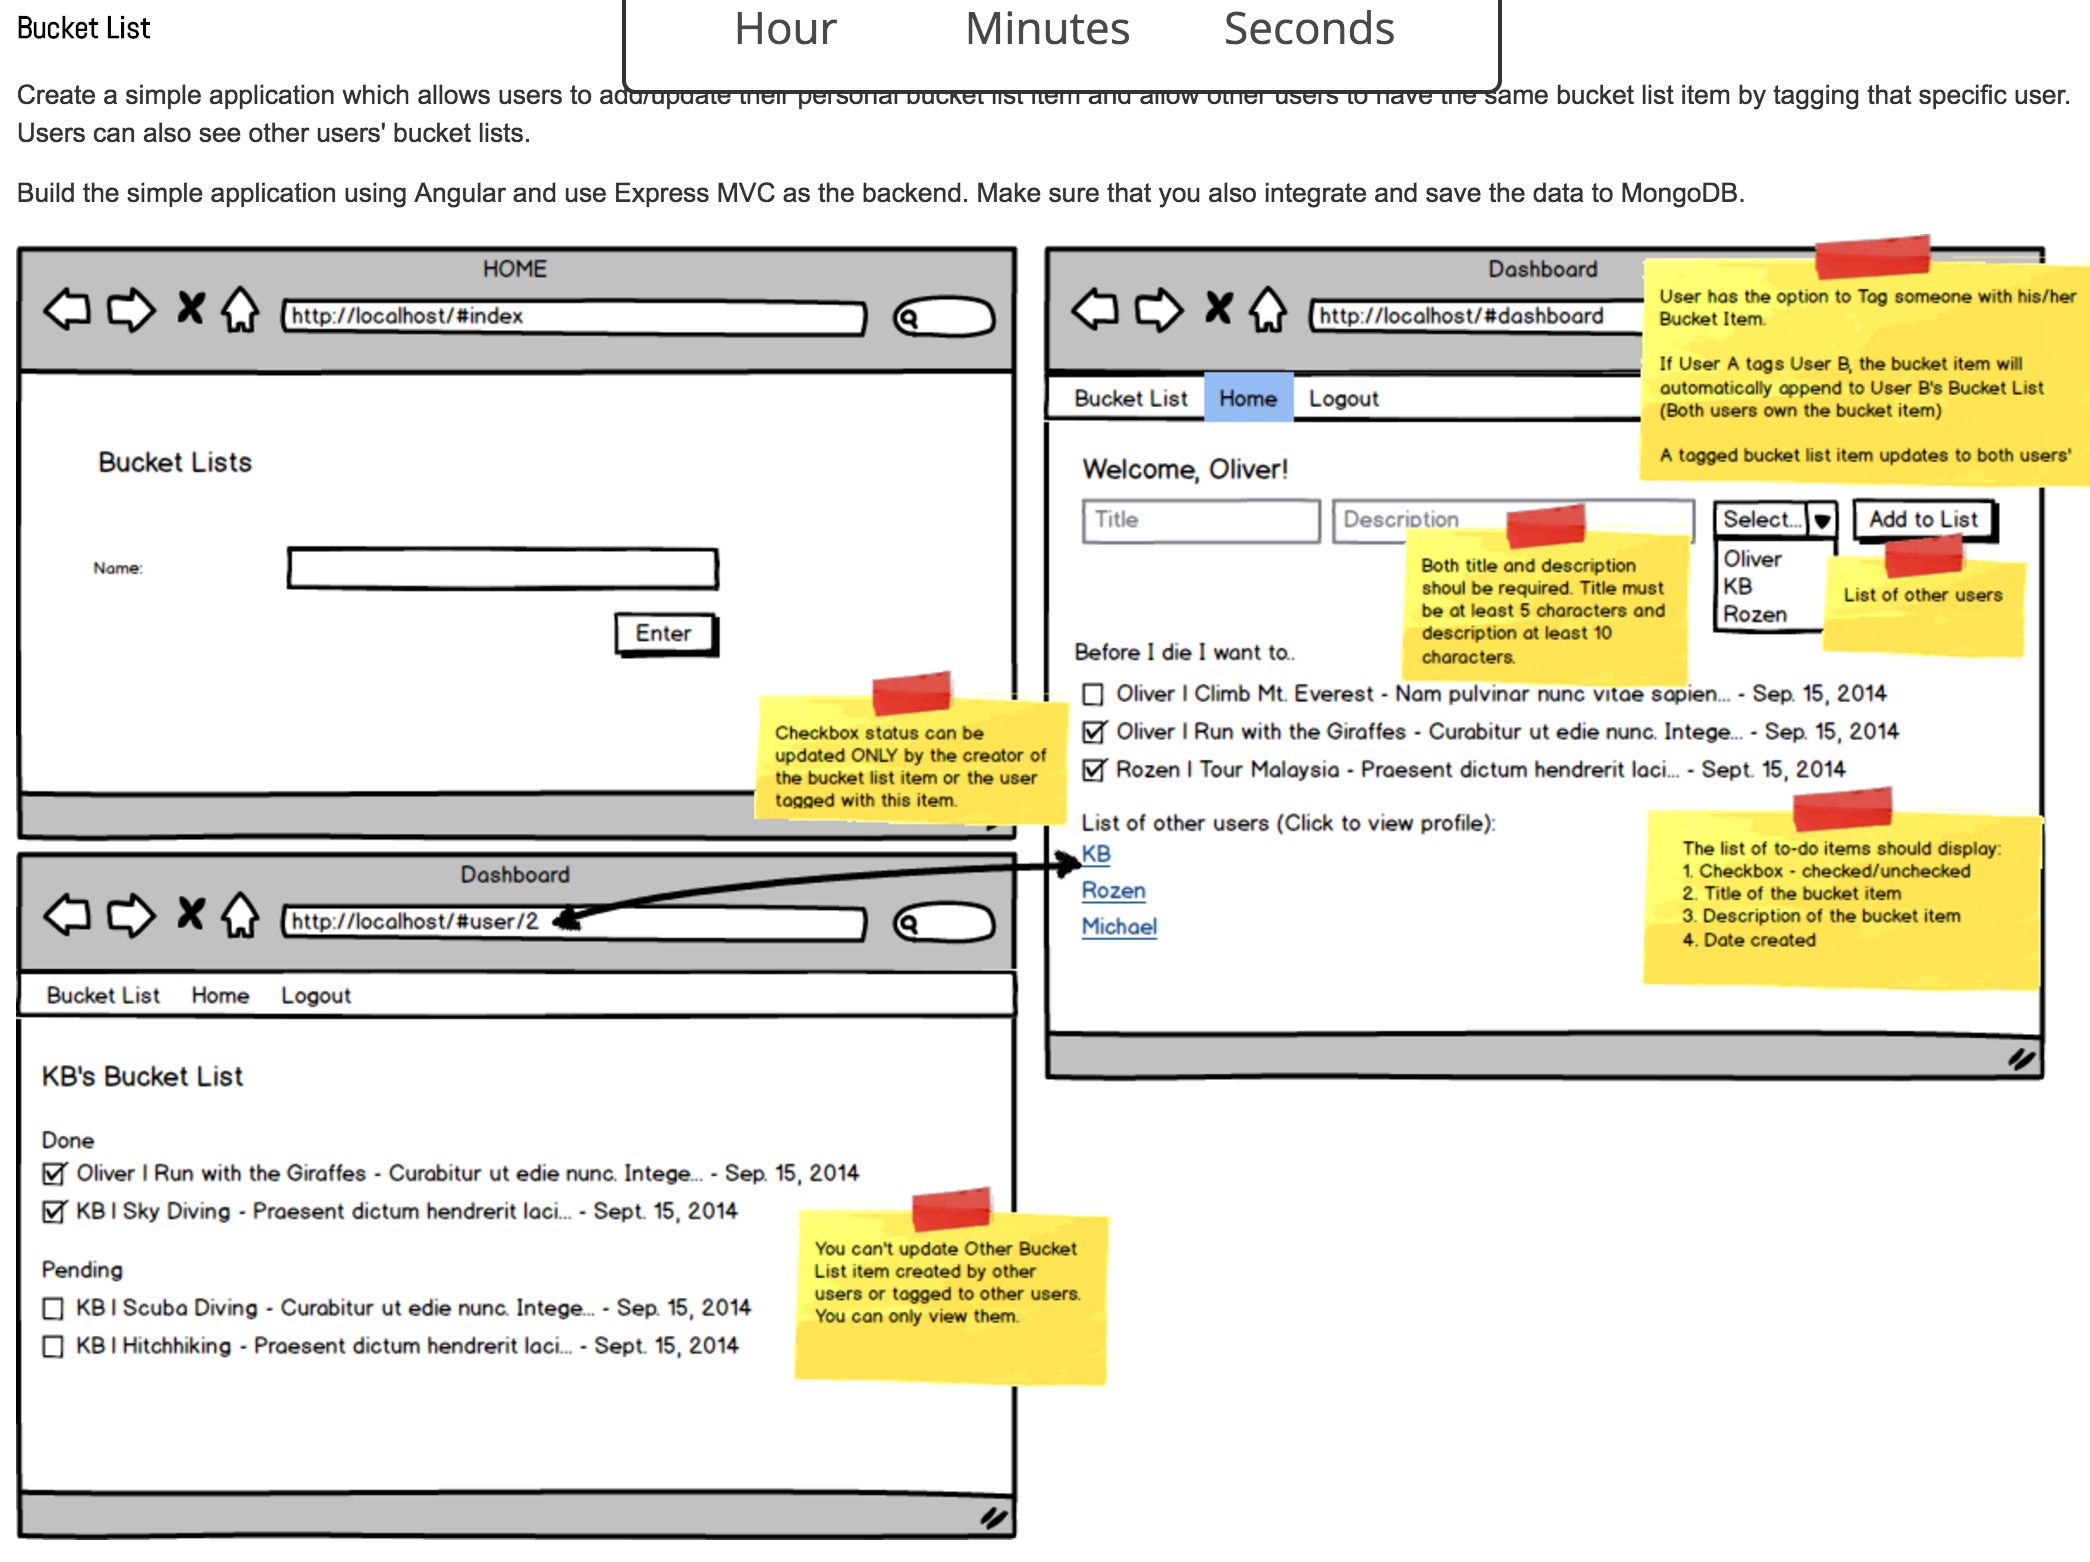 Bucket List
Hour Minutes Seconds
Create a simple application which allows users to add/update their personal bucket list item and allow other users to have the same bucket list item by tagging that specific user.
Users can also see other users' bucket lists.
Build the simple application using Angular and use Express MVC as the backend. Make sure that you also integrate and save the data to MongoDB.
HOME
http://localhost/#index
Bucket Lists
Name:
Enter
Checkbox status can be
updated ONLY by the creator of
the bucket list item or the user
tagged with this item.
Dashboard
http://localhost/#dashboard
User has the option to Tag someone with his/her
Bucket Item.
If User A tags User B, the bucket item will
automatically append to User B's Bucket List
(Both users own the bucket item)
A tagged bucket list item updates to both users'
Bucket List Home Logout
Welcome, Oliver!
Title Description Select... Add to List
Oliver
KB
Rozen
Both title and description
shoul be required. Title must
be at least 5 characters and
description at least 10
characters.
List of other users
Before I die I want to..
Oliver | Climb Mt. Everest - Nam pulvinar nunc vitae sapien... - Sep. 15, 2014
Oliver | Run with the Giraffes - Curabitur ut edie nunc. Intege... - Sep. 15, 2014
Rozen | Tour Malaysia - Praesent dictum hendrerit laci... - Sept. 15, 2014
List of other users (Click to view profile):
KB
Rozen
Michael
The list of to-do items should display:
1. Checkbox - checked/unchecked
2. Title of the bucket item
3. Description of the bucket item
4. Date created
Dashboard
http://localhost/#user/2
Bucket List Home Logout
KB's Bucket List
Done
Oliver | Run with the Giraffes - Curabitur ut edie nunc. Intege... - Sep. 15, 2014
KB | Sky Diving - Praesent dictum hendrerit laci... - Sept. 15, 2014
Pending
KB | Scuba Diving - Curabitur ut edie nunc. Intege... - Sep. 15, 2014
KB | Hitchhiking - Praesent dictum hendrerit laci... - Sept. 15, 2014
You can't update Other Bucket
List item created by other
users or tagged to other users.
You can only view them.